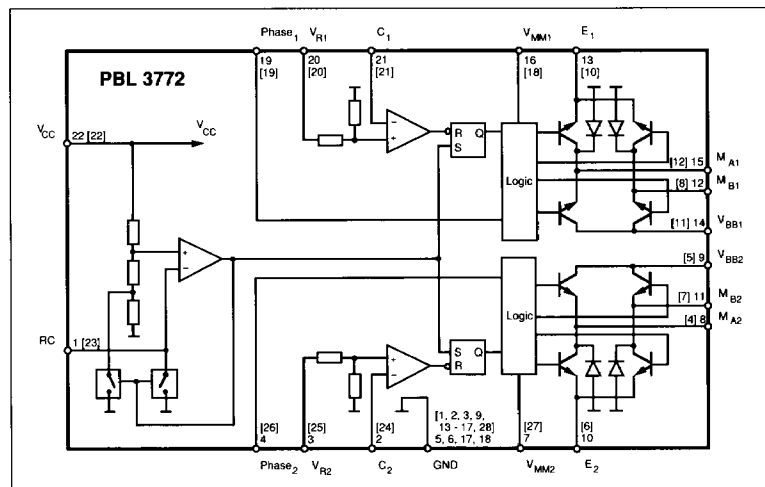 Phase1 VR1 C1 VMM1 E1
19 20 21 16 13
[19] [20] [21] [18] [10]
PBL 3772
VCC
22 [22]
VCC
R Q
S
Logic
[12] 15 MA1
[8] 12 MB1
[11] 14 VBB1
[5] 9 VBB2
[7] 11 MB2
[4] 8 MA2
+
−
−
+
RC
1 [23]
S Q
R
Logic
+
−
[26] [25] [24] [1, 2, 3, 9, [27] [6]
13 - 17, 28]
4 3 2 5, 6, 17, 18 7 10
Phase2 VR2 C2 GND VMM2 E2